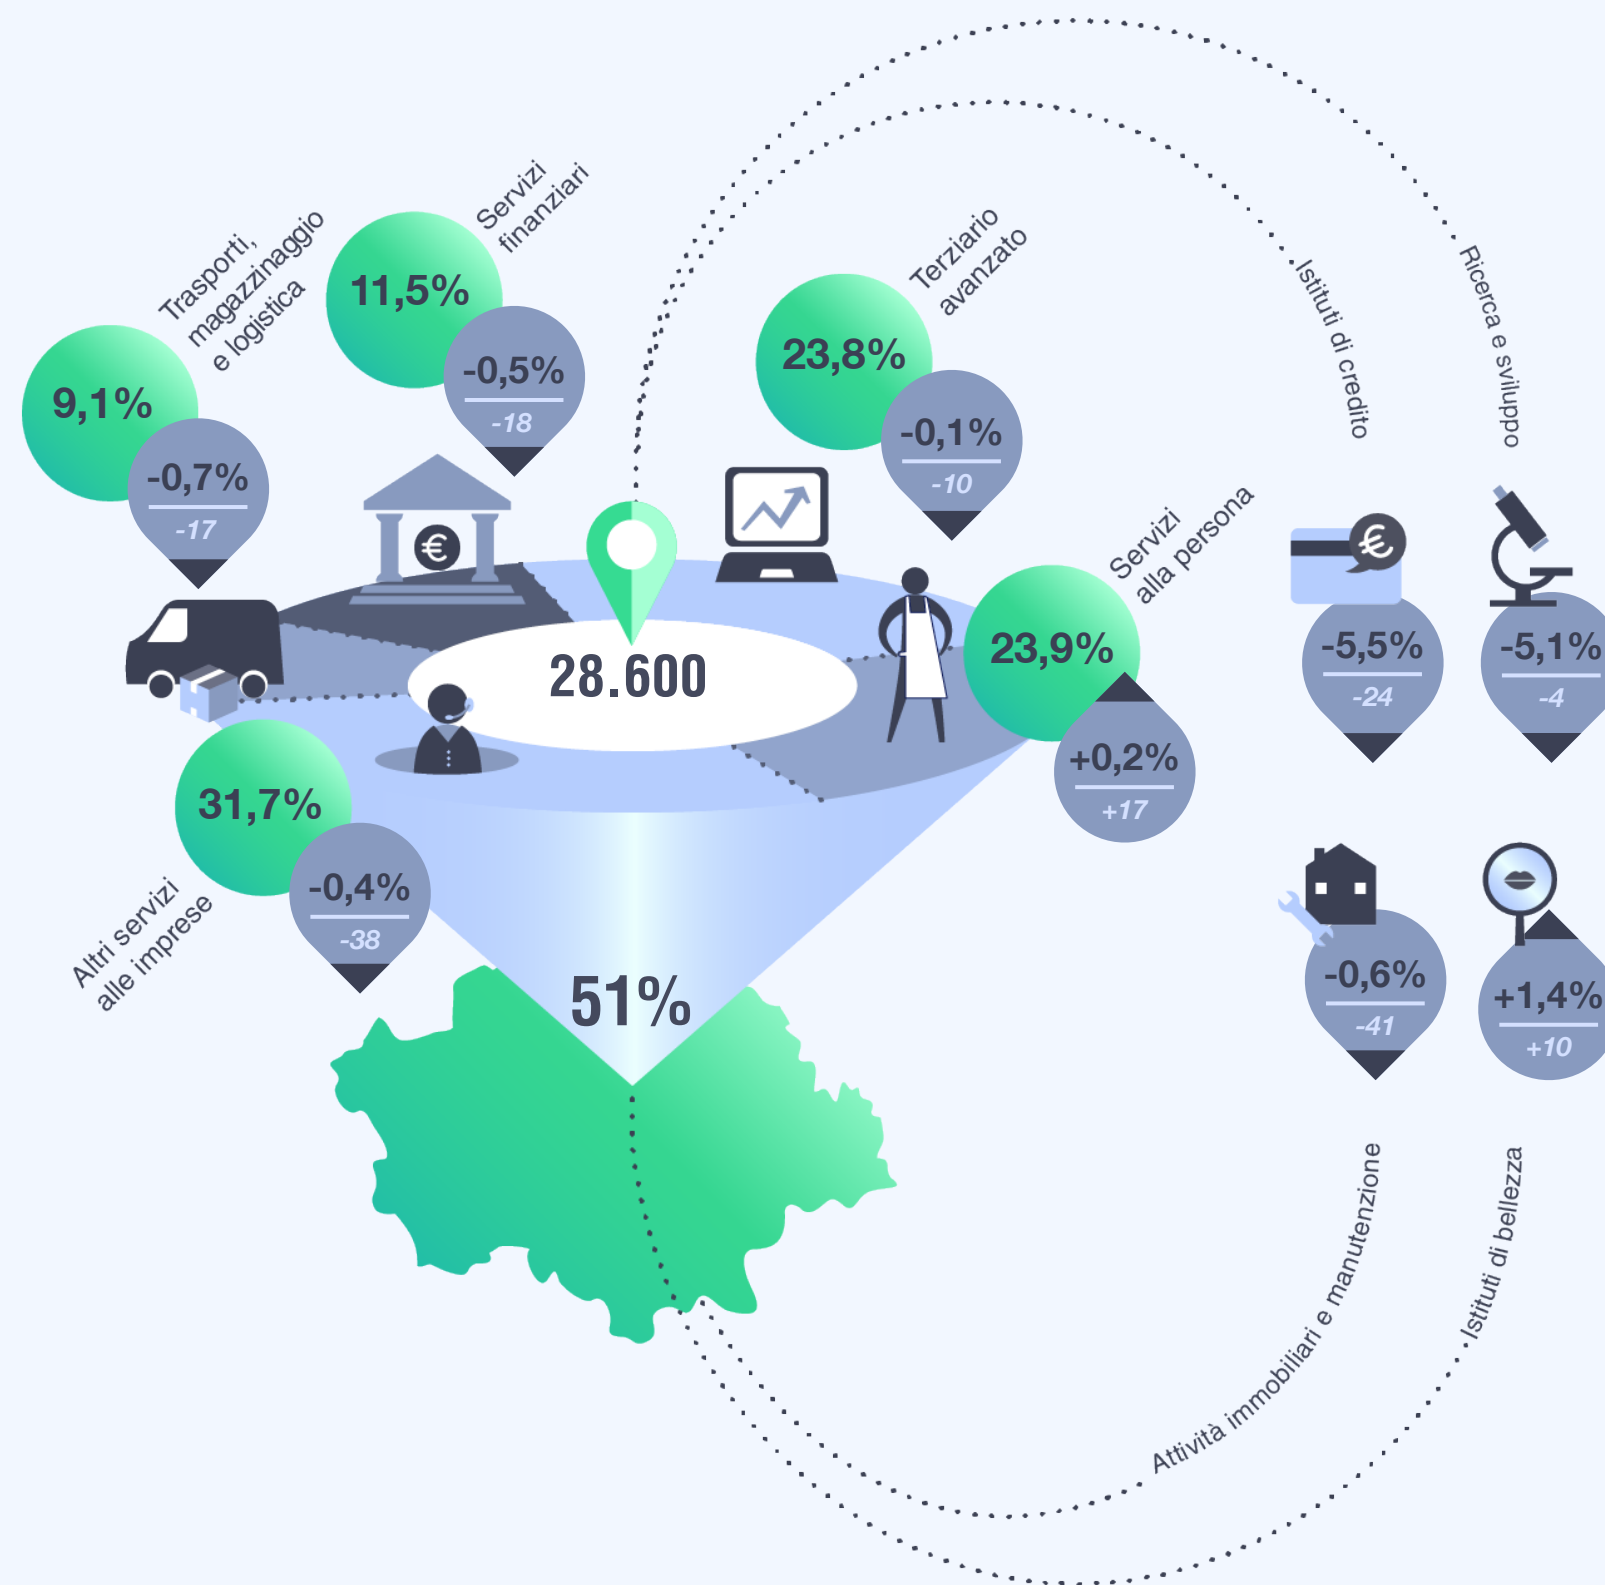 Trasporti,
magazzinaggio
e logistica
9,1%
-0,7%
-17
Servizi
finanziari
11,5%
-0,5%
-18
€
Terziario
avanzato
23,8%
-0,1%
-10
Servizi
alla persona
23,9%
+0,2%
+17
28.600
31,7%
-0,4%
-38
Altri servizi
alle imprese
51%
Istituti di credito
€
-5,5%
-24
Ricerca e sviluppo
-5,1%
-4
-0,6%
-41
Attività immobiliari e manutenzione
+1,4%
+10
Istituti di bellezza